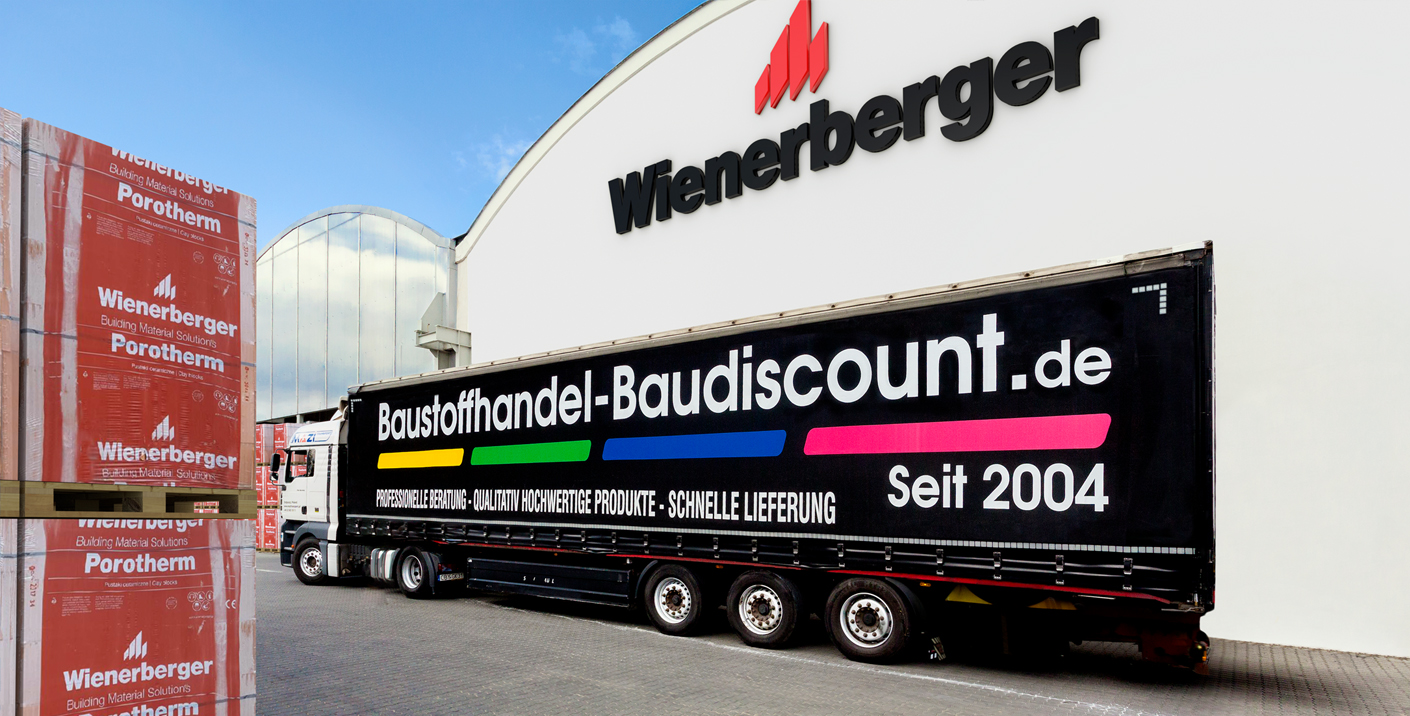 Wienerberger
Wienerberger
Building Material Solutions
Porotherm
Wienerberger
Building Material Solutions
Porotherm
Wienerberger
Building Material Solutions
Wienerberger
Building Material Solutions
Porotherm
Wienerberger
Building Material Solutions
Porotherm
Baustoffhandel-Baudiscount.de
Seit 2004
PROFESSIONELLE BERATUNG - QUALITATIV HOCHWERTIGE PRODUKTE - SCHNELLE LIEFERUNG